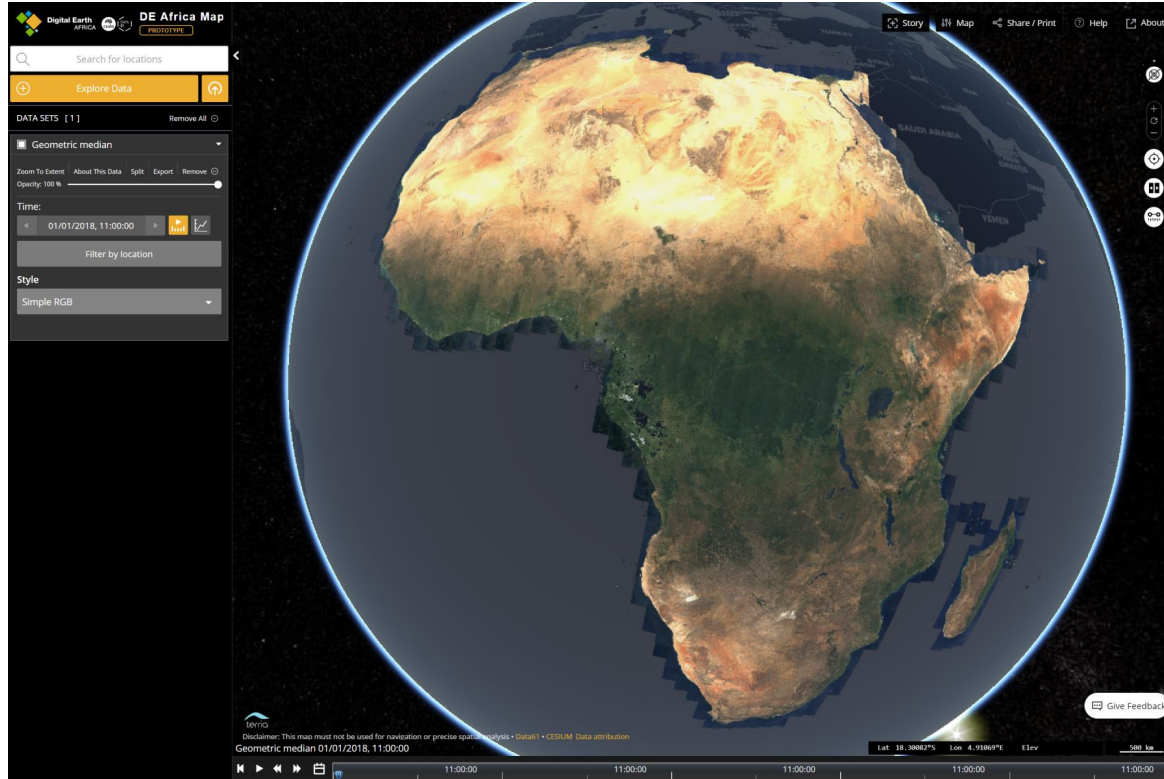 Digital Earth
AFRICA
DE Africa Map
PROTOTYPE
Story
Map
Share / Print
Help
About
Search for locations
Explore Data
DATA SETS [ 1 ]
Remove All
Geometric median
Zoom To Extent
About This Data
Split
Export
Remove
Opacity: 100 %
Time:
01/01/2018, 11:00:00
Filter by location
Style
Simple RGB
SAUDI ARABIA
YEMEN
Give Feedback
terria
Disclaimer: This map must not be used for navigation or precise spatial analysis • Data61 • CESIUM Data attribution
Geometric median 01/01/2018, 11:00:00
Lat 18.30082°S Lon 4.91069°E Elev
500 km
11:00:00
11:00:00
11:00:00
11:00:00
11:00:00